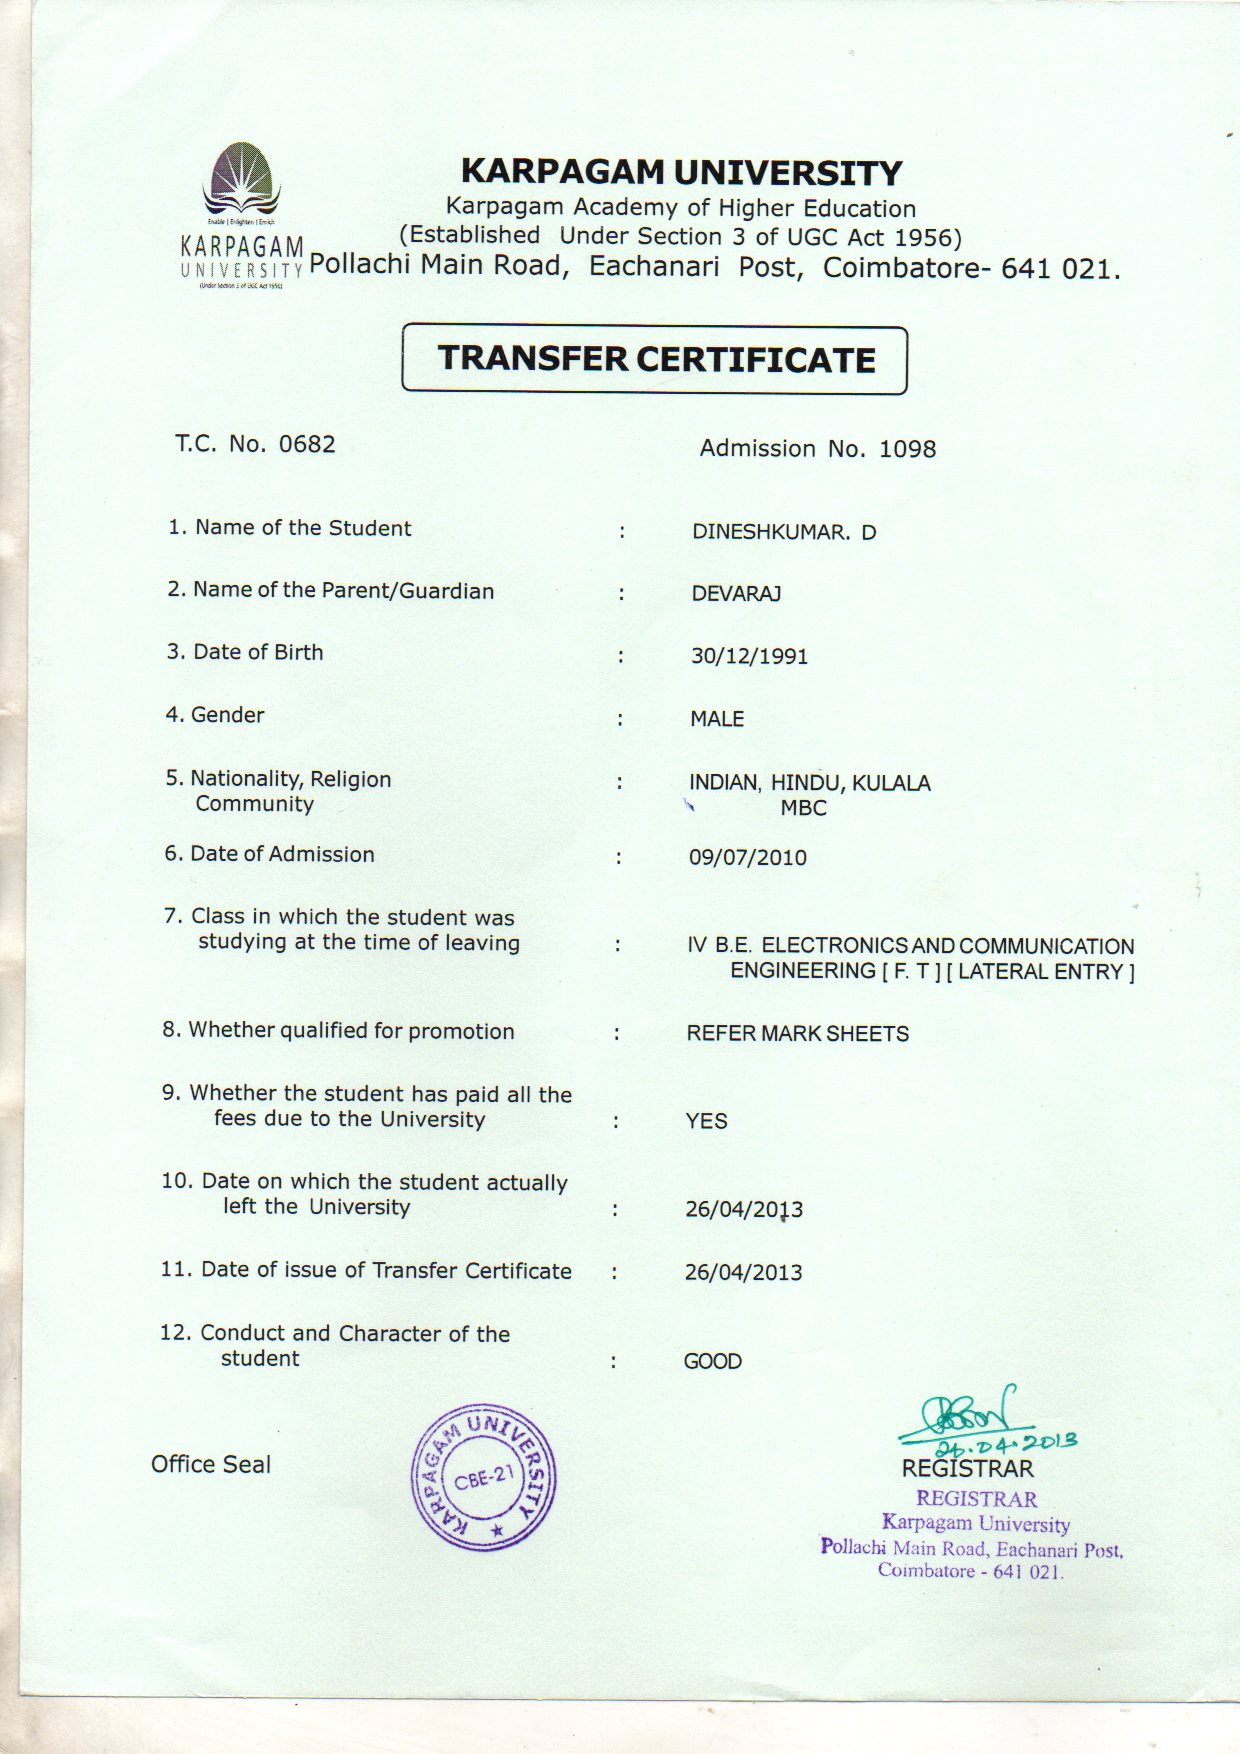 Enable | Enlighten | Enrich
KARPAGAM
UNIVERSITY
(Under Section 3 of UGC Act 1956)
KARPAGAM UNIVERSITY
Karpagam Academy of Higher Education
(Established Under Section 3 of UGC Act 1956)
Pollachi Main Road, Eachanari Post, Coimbatore- 641 021.
TRANSFER CERTIFICATE
T.C. No. 0682 Admission No. 1098
1. Name of the Student : DINESHKUMAR. D
2. Name of the Parent/Guardian : DEVARAJ
3. Date of Birth : 30/12/1991
4. Gender : MALE
5. Nationality, Religion : INDIAN, HINDU, KULALA
Community MBC
6. Date of Admission : 09/07/2010
7. Class in which the student was
studying at the time of leaving : IV B.E. ELECTRONICS AND COMMUNICATION
ENGINEERING [ F. T ] [ LATERAL ENTRY ]
8. Whether qualified for promotion : REFER MARK SHEETS
9. Whether the student has paid all the
fees due to the University : YES
10. Date on which the student actually
left the University : 26/04/2013
11. Date of issue of Transfer Certificate : 26/04/2013
12. Conduct and Character of the
student : GOOD
26.04.2013
Office Seal
KARPAGAM UNIVERSITY
CBE-21
REGISTRAR
REGISTRAR
Karpagam University
Pollachi Main Road, Eachanari Post,
Coimbatore - 641 021.